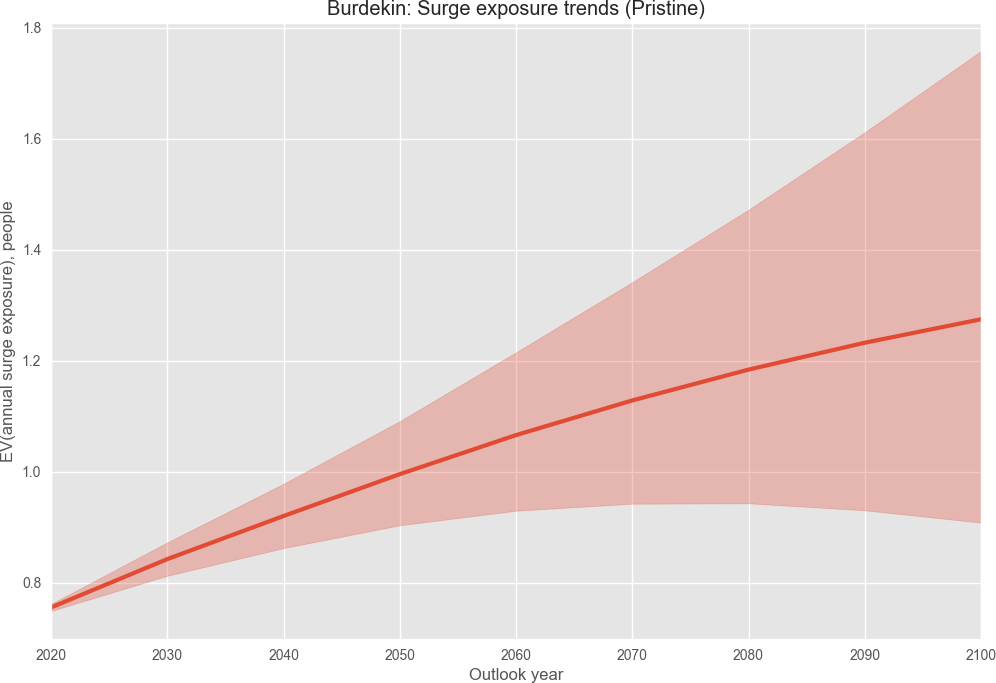 Burdekin: Surge exposure trends (Pristine)
EV(annual surge exposure), people
1.8
1.6
1.4
1.2
1.0
0.8
2020 2030 2040 2050 2060 2070 2080 2090 2100
Outlook year